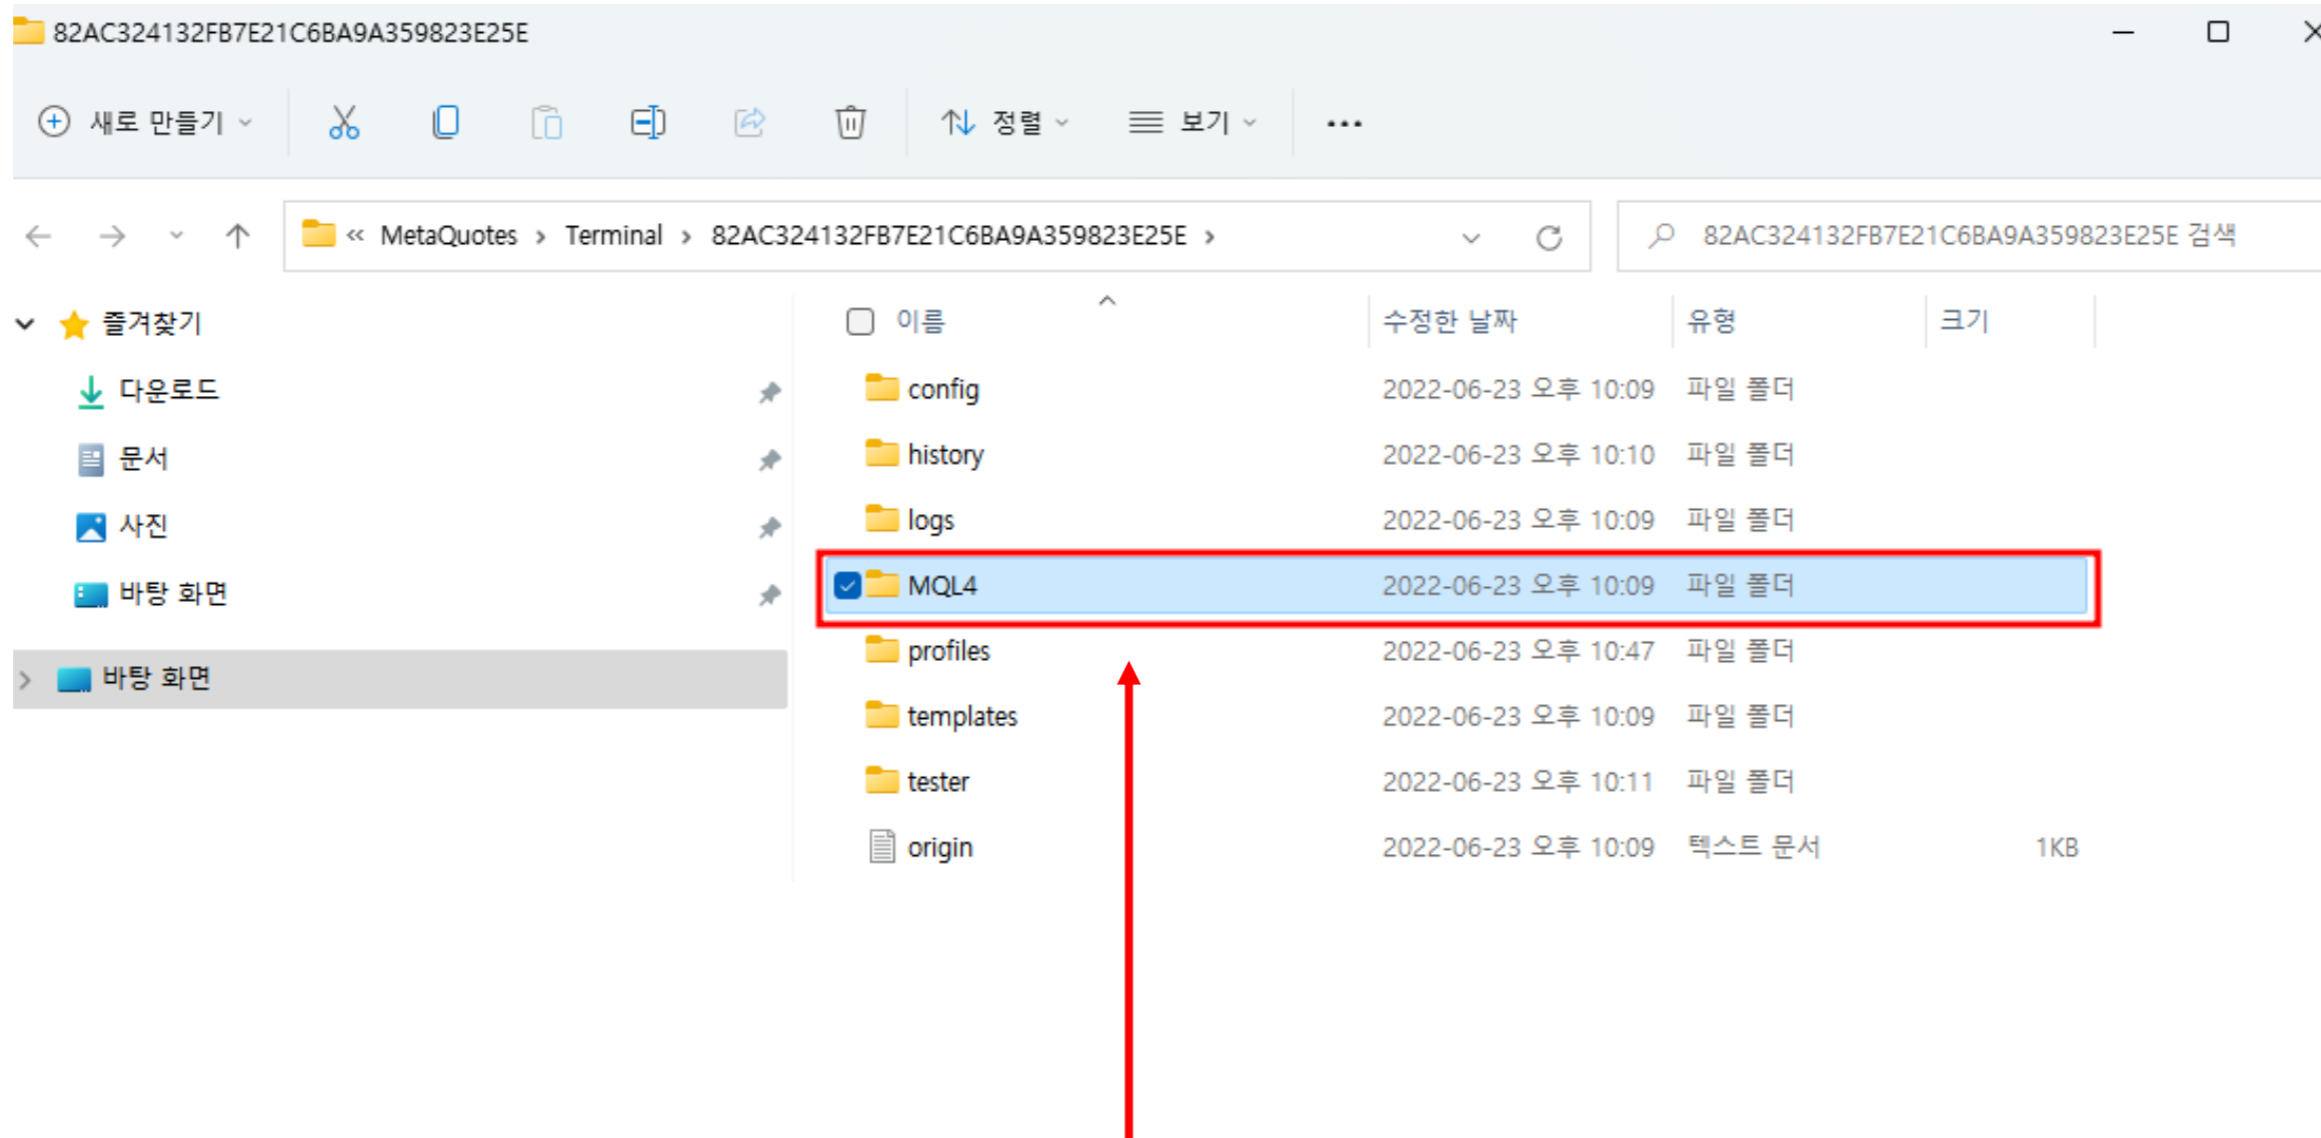 82AC324132FB7E21C6BA9A359823E25E
새로 만들기 정렬 보기
« MetaQuotes > Terminal > 82AC324132FB7E21C6BA9A359823E25E >
82AC324132FB7E21C6BA9A359823E25E 검색
즐겨찾기
다운로드
문서
사진
바탕 화면
바탕 화면
이름 수정한 날짜 유형 크기
config 2022-06-23 오후 10:09 파일 폴더
history 2022-06-23 오후 10:10 파일 폴더
logs 2022-06-23 오후 10:09 파일 폴더
MQL4 2022-06-23 오후 10:09 파일 폴더
profiles 2022-06-23 오후 10:47 파일 폴더
templates 2022-06-23 오후 10:09 파일 폴더
tester 2022-06-23 오후 10:11 파일 폴더
origin 2022-06-23 오후 10:09 텍스트 문서 1KB